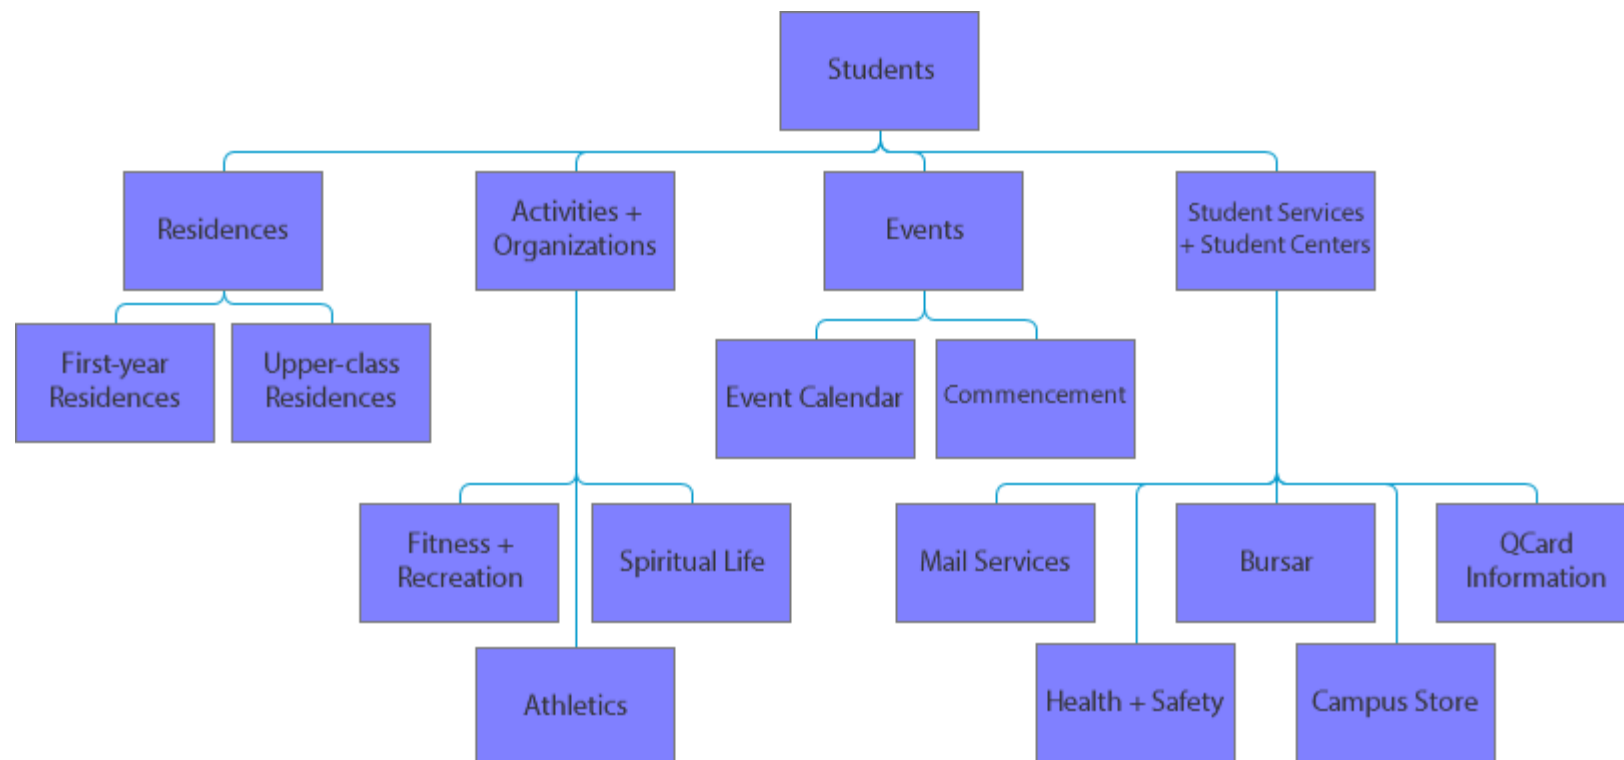 Students
Residences
Activities +
Organizations
Events
Student Services
+ Student Centers
First-year
Residences
Upper-class
Residences
Event Calendar
Commencement
Fitness +
Recreation
Spiritual Life
Mail Services
Bursar
QCard
Information
Athletics
Health + Safety
Campus Store